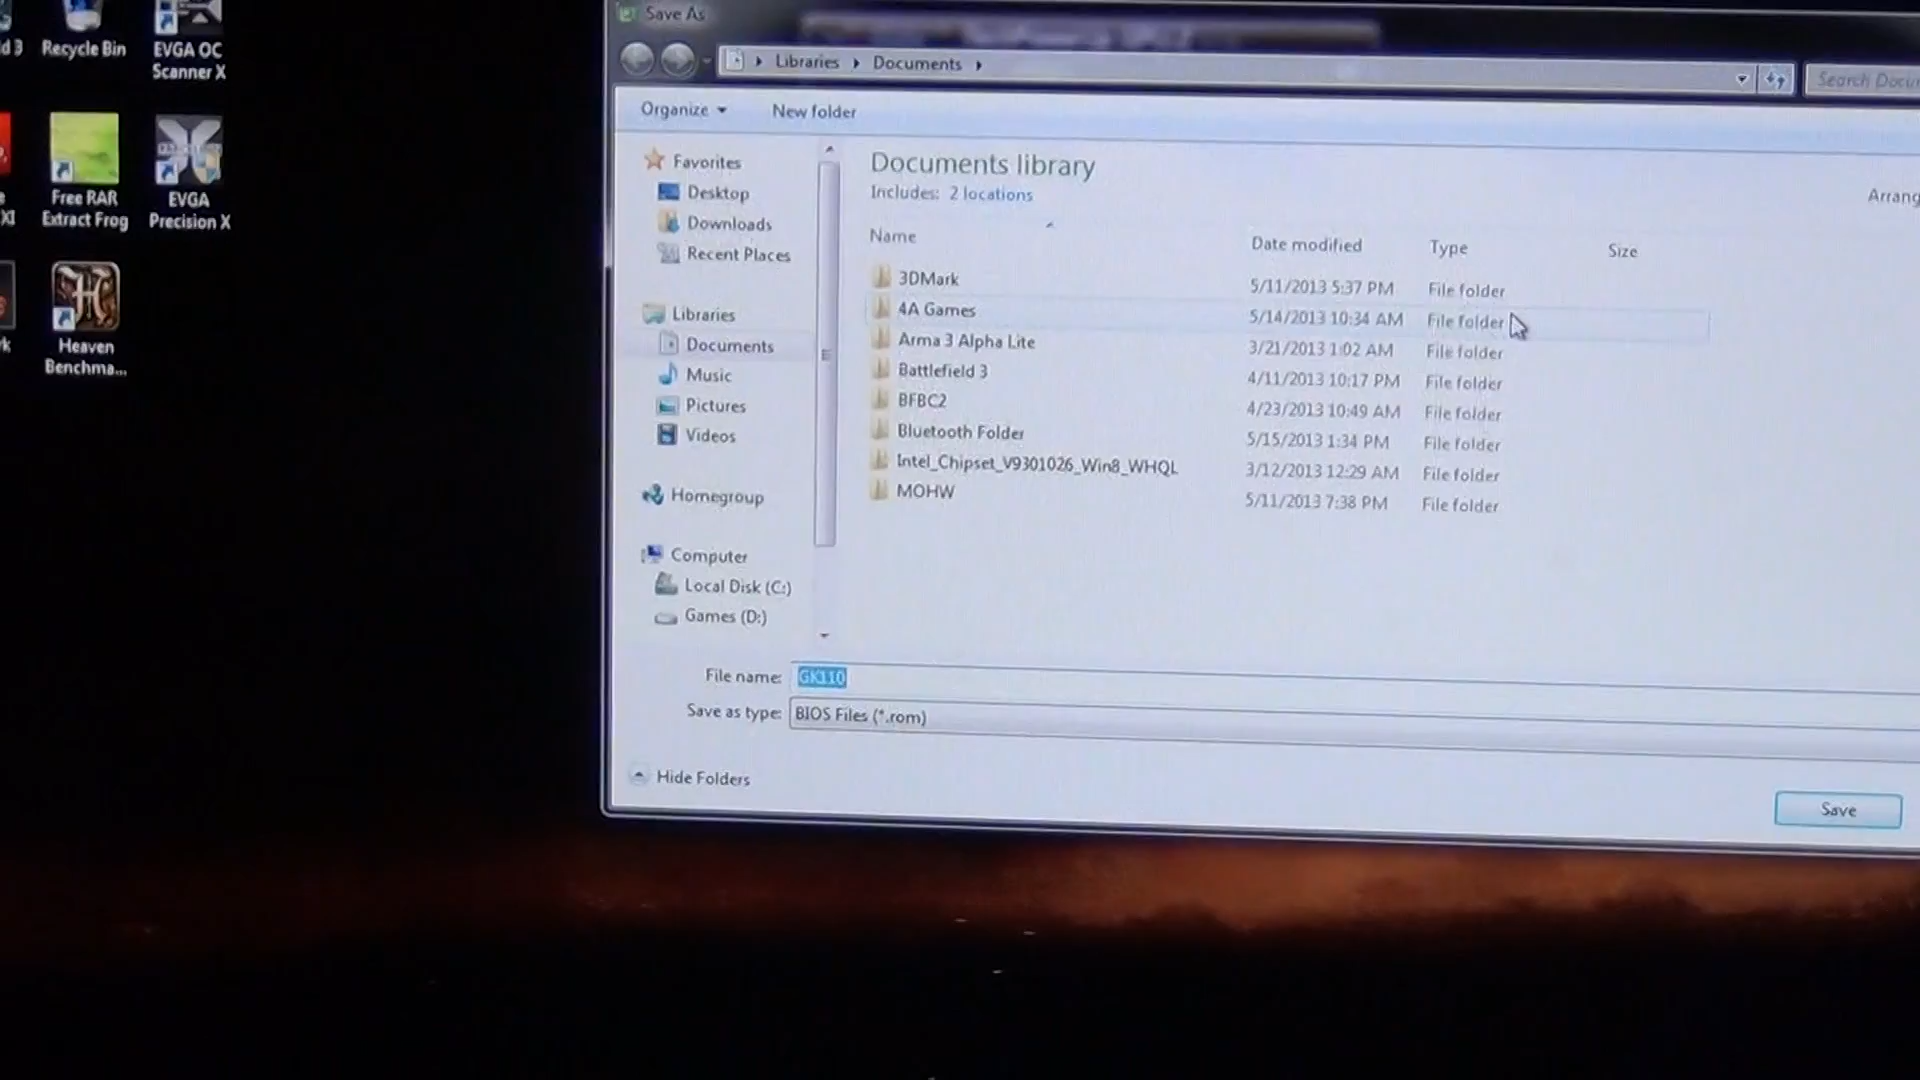 d 3
Recycle Bin
EVGA OC
Scanner X
XI
Free RAR
Extract Frog
EVGA
Precision X
Heaven
Benchma...
Save As
Libraries
Documents
Search Docu
Organize
New folder
Favorites
Desktop
Downloads
Recent Places
Libraries
Documents
Music
Pictures
Videos
Homegroup
Computer
Local Disk (C:)
Games (D:)
Documents library
Includes: 2 locations
Arrang
Name Date modified Type Size
3DMark 5/11/2013 5:37 PM File folder
4A Games 5/14/2013 10:34 AM File folder
Arma 3 Alpha Lite 3/21/2013 1:02 AM File folder
Battlefield 3 4/11/2013 10:17 PM File folder
BFBC2 4/23/2013 10:49 AM File folder
Bluetooth Folder 5/15/2013 1:34 PM File folder
Intel_Chipset_V9301026_Win8_WHQL 3/12/2013 12:29 AM File folder
MOHW 5/11/2013 7:38 PM File folder
File name: GK110
Save as type: BIOS Files (*.rom)
Hide Folders
Save